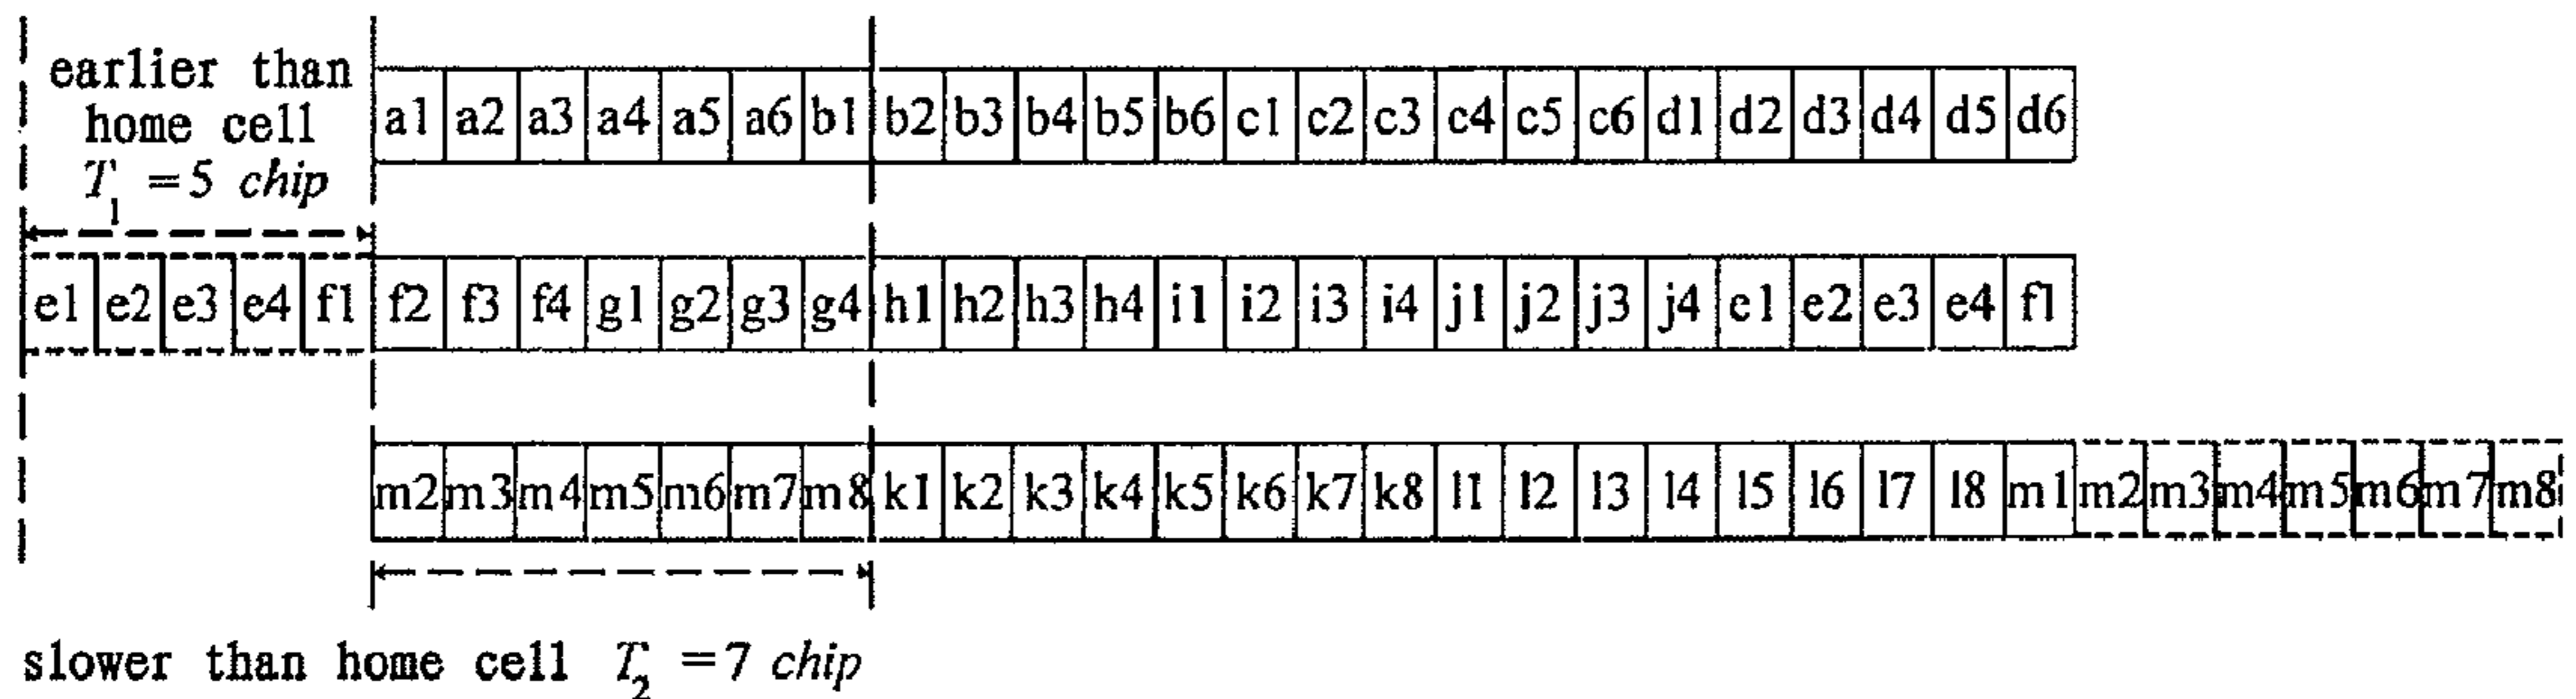 earlier than
home cell
T1 =5 chip
a1 a2 a3 a4 a5 a6 b1 b2 b3 b4 b5 b6 c1 c2 c3 c4 c5 c6 d1 d2 d3 d4 d5 d6
e1 e2 e3 e4 f1 f2 f3 f4 g1 g2 g3 g4 h1 h2 h3 h4 i1 i2 i3 i4 j1 j2 j3 j4 e1 e2 e3 e4 f1
m2 m3 m4 m5 m6 m7 m8 k1 k2 k3 k4 k5 k6 k7 k8 l1 l2 l3 l4 l5 l6 l7 l8 m1 m2 m3 m4 m5 m6 m7 m8
slower than home cell T2 =7 chip